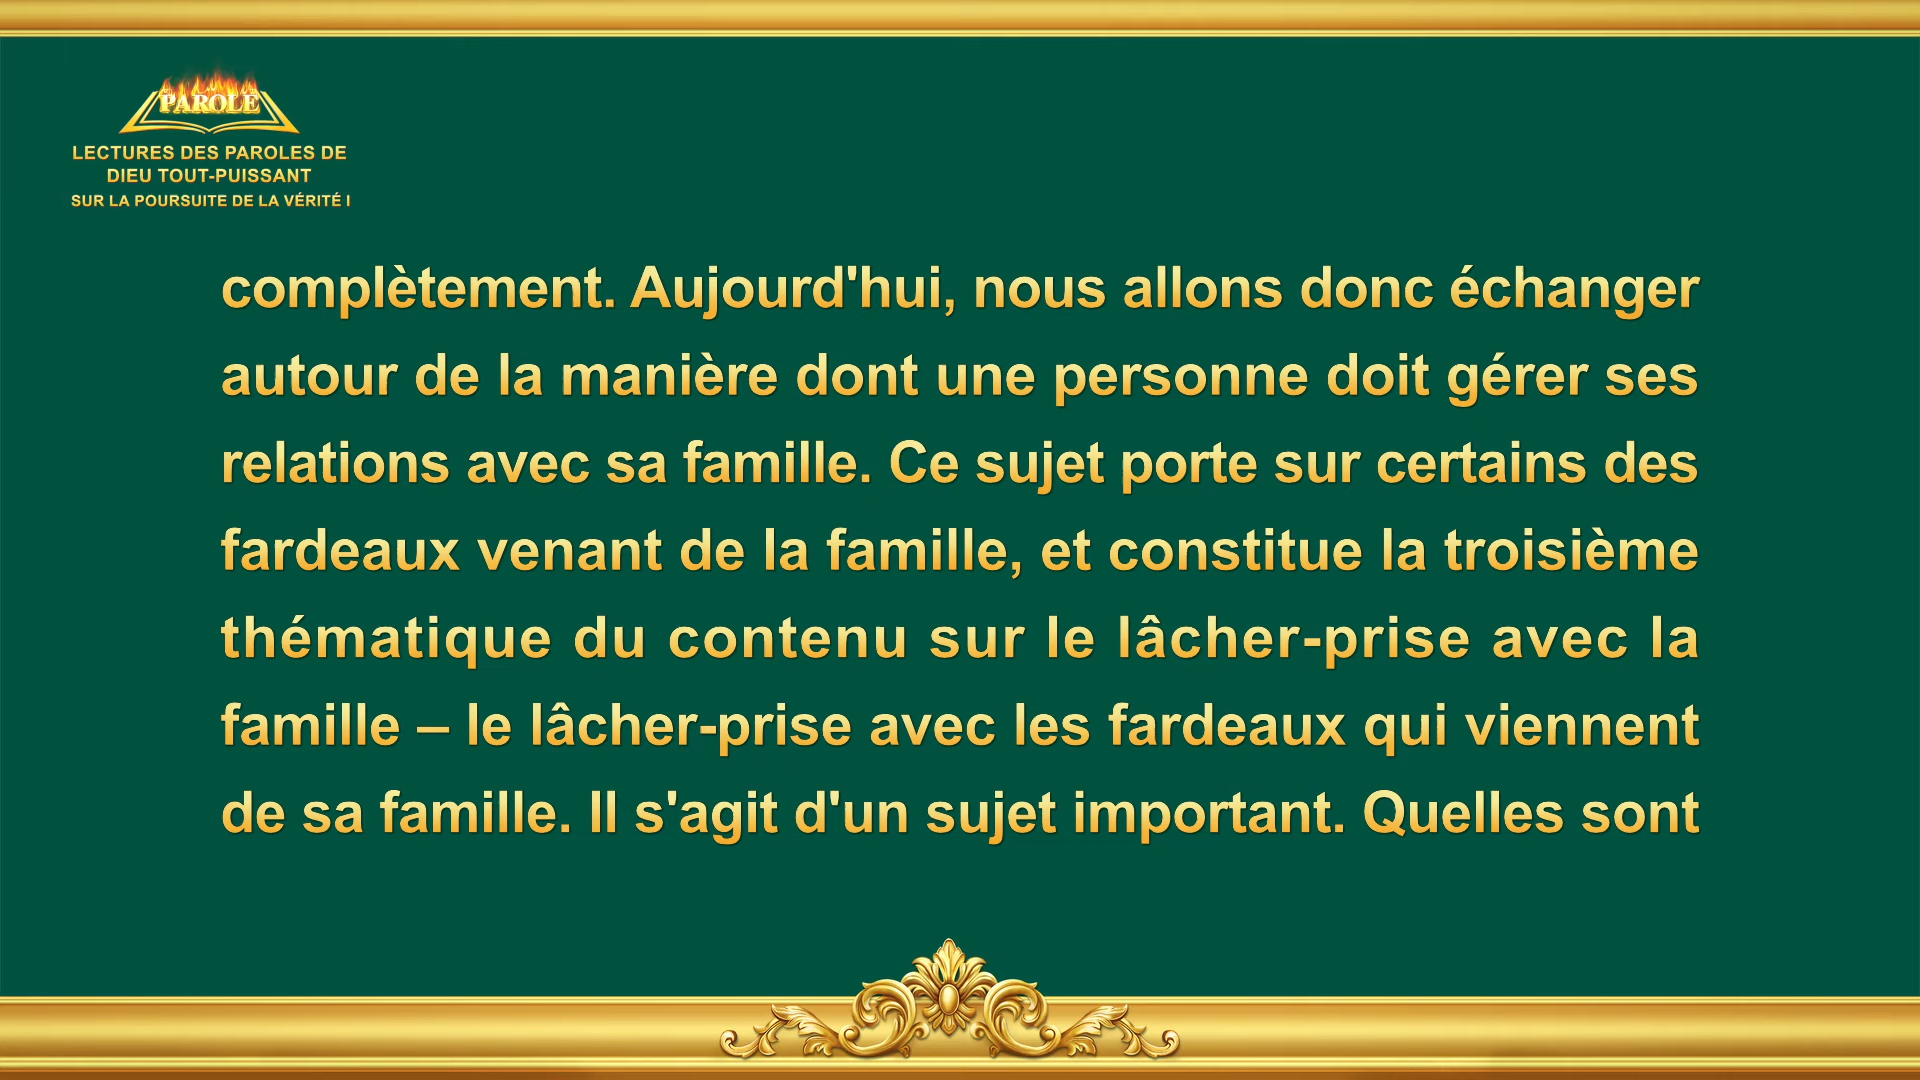 PAROLE
LECTURES DES PAROLES DE
DIEU TOUT-PUISSANT
SUR LA POURSUITE DE LA VÉRITÉ I
complètement. Aujourd'hui, nous allons donc échanger
autour de la manière dont une personne doit gérer ses
relations avec sa famille. Ce sujet porte sur certains des
fardeaux venant de la famille, et constitue la troisième
thématique du contenu sur le lâcher-prise avec la
famille – le lâcher-prise avec les fardeaux qui viennent
de sa famille. Il s'agit d'un sujet important. Quelles sont